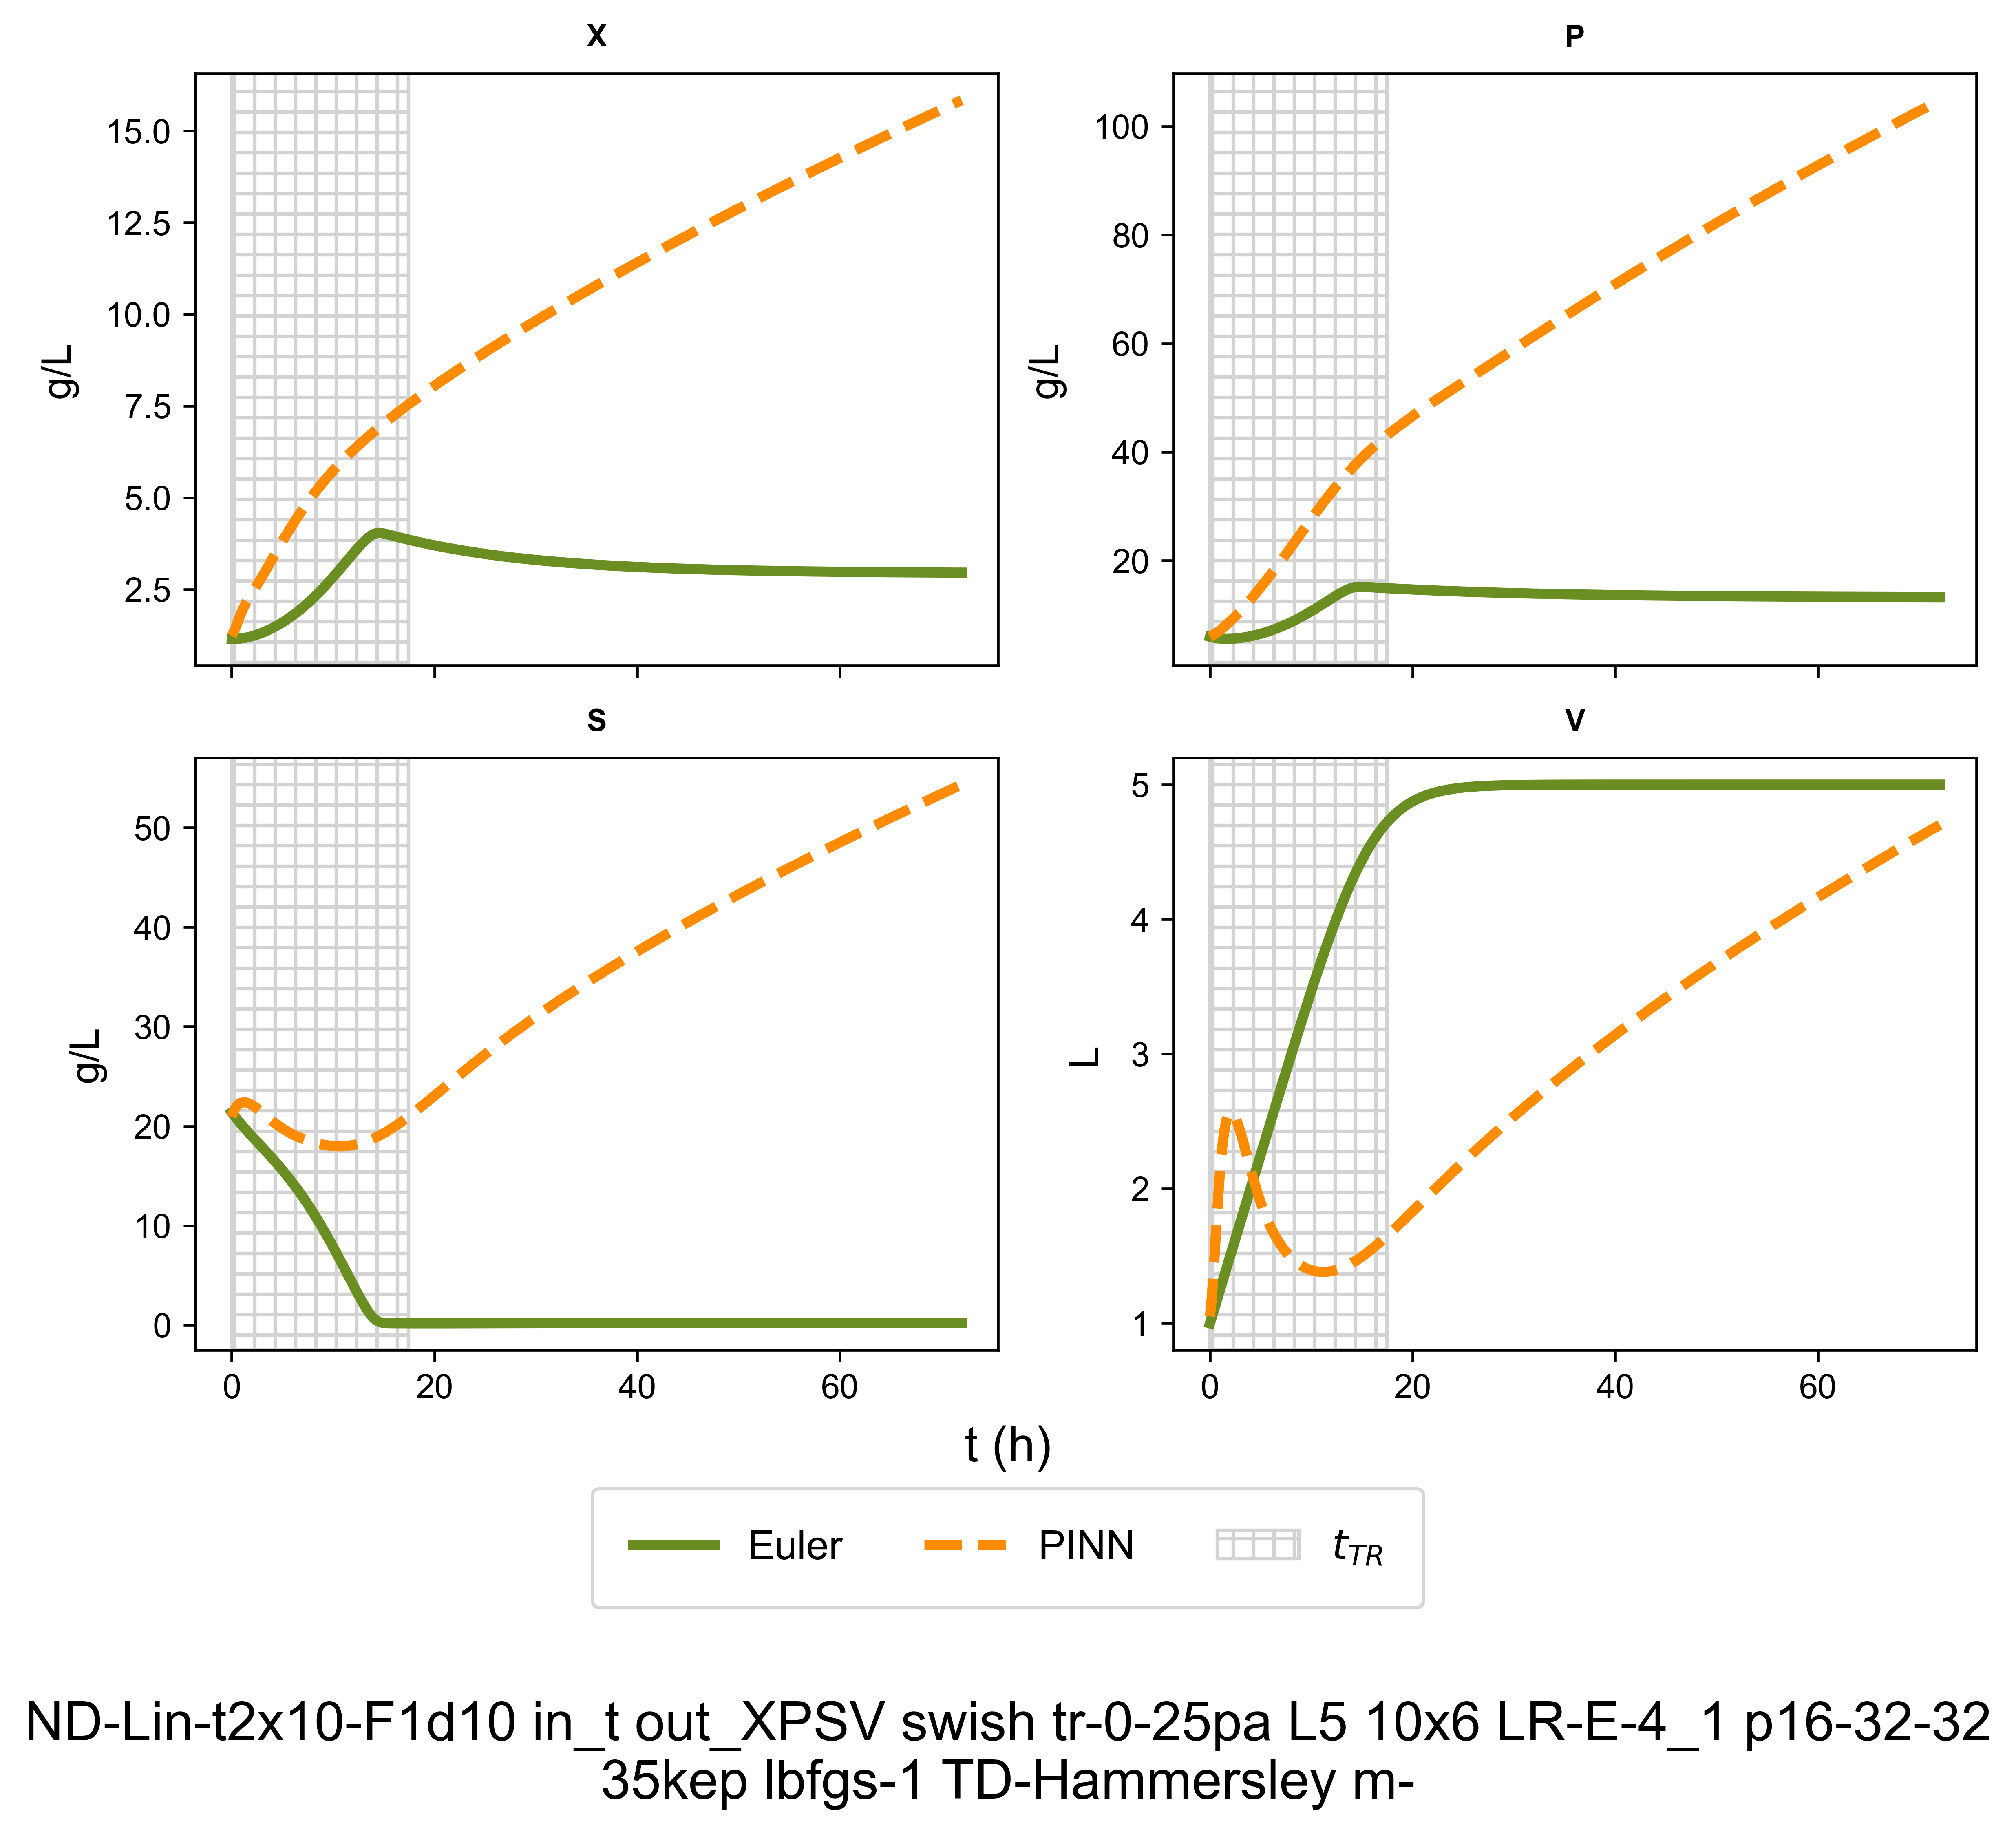 X
P
15.0
12.5
10.0
7.5
5.0
2.5
g/L
100
80
60
40
20
g/L
S
V
50
40
30
20
10
0
g/L
5
4
3
2
1
L
0 20 40 60
0 20 40 60
t (h)
Euler PINN t_TR
ND-Lin-t2x10-F1d10 in_t out_XPSV swish tr-0-25pa L5 10x6 LR-E-4_1 p16-32-32
35kep lbfgs-1 TD-Hammersley m-